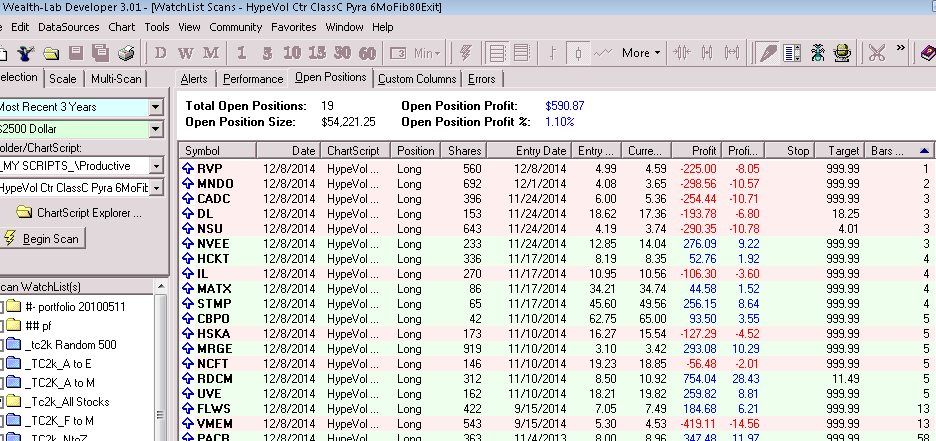 Wealth-Lab Developer 3.01 - [WatchList Scans - HypeVol Ctr ClassC Pyra 6MoFib80Exit]
Edit DataSources Chart Tools View Community Window Help
D W M 1 3 10 15 30 60 Min More »
election Scale Multi-Scan Alerts Performance Open Positions Custom Columns Errors
Most Recent 3 Years
$2500 Dollar
older/ChartScript:
_MY SCRIPTS_\Productive
HypeVol Ctr ClassC Pyra 6MoFi
ChartScript Explorer ...
Begin Scan
can WatchList(s)
#- portfolio 20100511
## pf
_tc2k Random 500
_TC2K_A to E
_TC2K_A to M
_Tc2k_All Stocks
_TC2K_F to M
_TC2K_NtoZ
Total Open Positions: 19 Open Position Profit: $590.87
Open Position Size: $54,221.25 Open Position Profit %: 1.10%
Symbol Date ChartScript Position Shares Entry Date Entry ... Curre... Profit Profi... Stop Target Bars ...
RVP 12/8/2014 HypeVol ... Long 560 12/8/2014 4.99 4.59 -225.00 -8.05 999.99 1
MNDO 12/8/2014 HypeVol ... Long 692 12/1/2014 4.08 3.65 -298.56 -10.57 999.99 2
CADC 12/8/2014 HypeVol ... Long 396 11/24/2014 6.00 5.36 -254.44 -10.71 999.99 3
DL 12/8/2014 HypeVol ... Long 153 11/24/2014 18.62 17.36 -193.78 -6.80 18.25 3
NSU 12/8/2014 HypeVol ... Long 643 11/24/2014 4.19 3.74 -290.35 -10.78 4.01 3
NVEE 12/8/2014 HypeVol ... Long 233 11/24/2014 12.85 14.04 276.09 9.22 999.99 3
HCKT 12/8/2014 HypeVol ... Long 336 11/17/2014 8.19 8.35 52.76 1.92 999.99 4
IL 12/8/2014 HypeVol ... Long 270 11/17/2014 10.95 10.56 -106.30 -3.60 999.99 4
MATX 12/8/2014 HypeVol ... Long 86 11/17/2014 34.21 34.74 44.58 1.52 999.99 4
STMP 12/8/2014 HypeVol ... Long 65 11/17/2014 45.60 49.56 256.15 8.64 999.99 4
CBPO 12/8/2014 HypeVol ... Long 42 11/10/2014 62.75 65.00 93.50 3.55 999.99 5
HSKA 12/8/2014 HypeVol ... Long 173 11/10/2014 16.27 15.54 -127.29 -4.52 999.99 5
MRGE 12/8/2014 HypeVol ... Long 919 11/10/2014 3.10 3.42 293.08 10.29 999.99 5
NCFT 12/8/2014 HypeVol ... Long 146 11/10/2014 19.23 18.85 -56.48 -2.01 999.99 5
RDCM 12/8/2014 HypeVol ... Long 312 11/10/2014 8.50 10.92 754.04 28.43 11.49 5
UVE 12/8/2014 HypeVol ... Long 162 11/10/2014 18.21 19.82 259.82 8.81 999.99 5
FLWS 12/8/2014 HypeVol ... Long 422 9/15/2014 7.05 7.49 184.68 6.21 999.99 13
VMEM 12/8/2014 HypeVol ... Long 543 9/15/2014 5.30 4.53 -419.11 -14.56 999.99 13
PACB 12/8/2014 HypeVol ... Long 366 11/4/2013 8.00 8.96 347.48 11.97 999.99 58